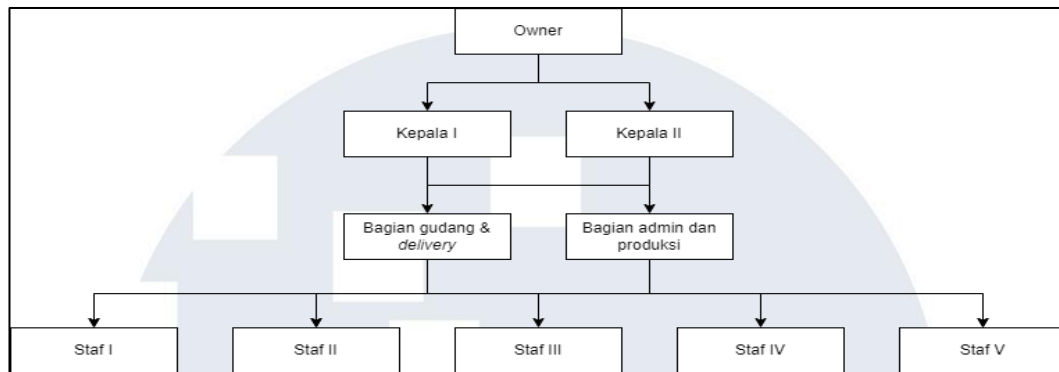 Owner
Kepala I
Kepala II
Bagian gudang &
delivery
Bagian admin dan
produksi
Staf I
Staf II
Staf III
Staf IV
Staf V